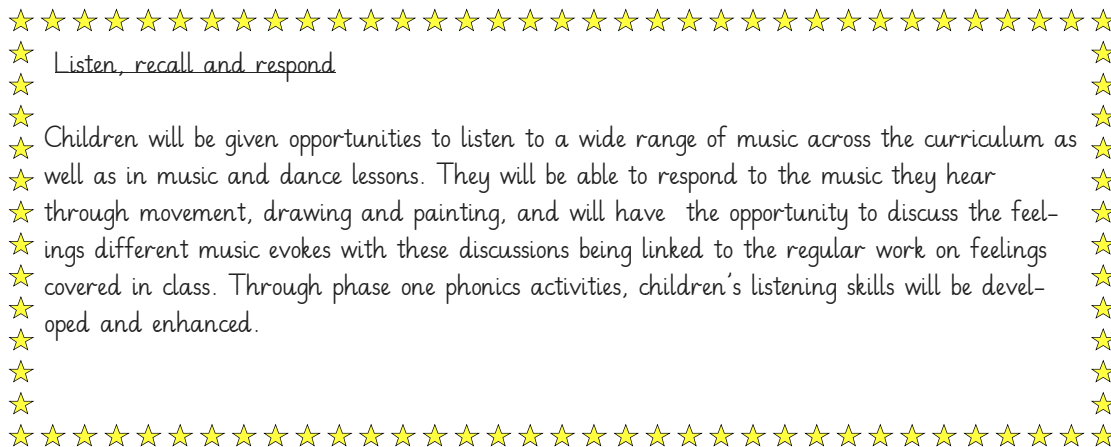 Listen, recall and respond
Children will be given opportunities to listen to a wide range of music across the curriculum as
well as in music and dance lessons. They will be able to respond to the music they hear
through movement, drawing and painting, and will have the opportunity to discuss the feel-
ings different music evokes with these discussions being linked to the regular work on feelings
covered in class. Through phase one phonics activities, children's listening skills will be devel-
oped and enhanced.